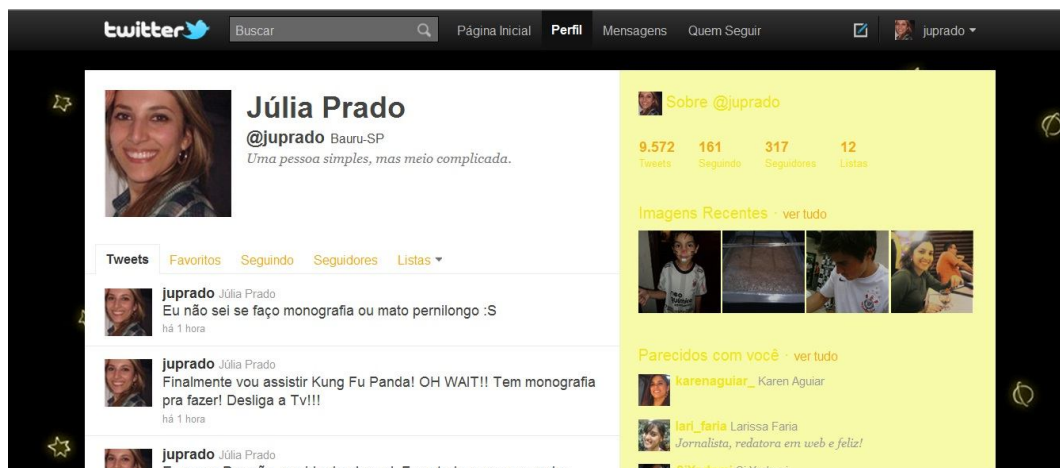 twitter
Buscar
Página Inicial
Perfil
Mensagens
Quem Seguir
juprado
Júlia Prado
@juprado Bauru-SP
Uma pessoa simples, mas meio complicada.
Tweets
Favoritos
Seguindo
Seguidores
Listas
juprado Júlia Prado
Eu não sei se faço monografia ou mato pernilongo :S
há 1 hora
juprado Júlia Prado
Finalmente vou assistir Kung Fu Panda! OH WAIT!! Tem monografia
pra fazer! Desliga a Tv!!!
há 1 hora
juprado Júlia Prado
Sobre @juprado
9.572 161 317 12
Tweets Seguindo Seguidores Listas
Imagens Recentes · ver tudo
Parecidos com você · ver tudo
karenaguiar_ Karen Aguiar
lari_faria Larissa Faria
Jornalista, redatora em web e feliz!